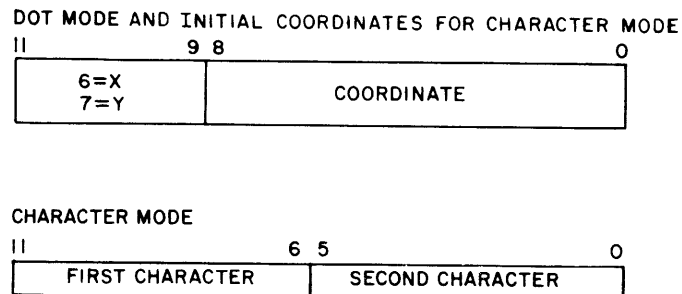 DOT MODE AND INITIAL COORDINATES FOR CHARACTER MODE
11 9 8 0
6=X
7=Y
COORDINATE
CHARACTER MODE
11 6 5 0
FIRST CHARACTER SECOND CHARACTER